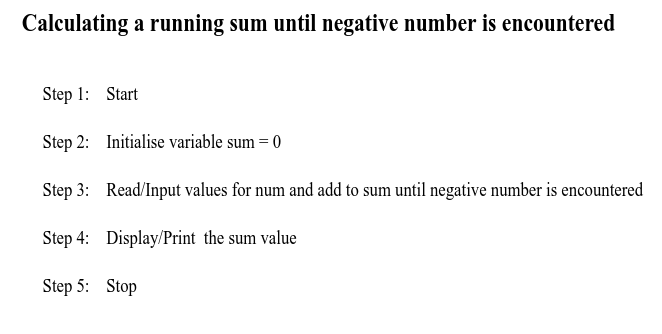 Calculating a running sum until negative number is encountered
Step 1: Start
Step 2: Initialise variable sum = 0
Step 3: Read/Input values for num and add to sum until negative number is encountered
Step 4: Display/Print the sum value
Step 5: Stop